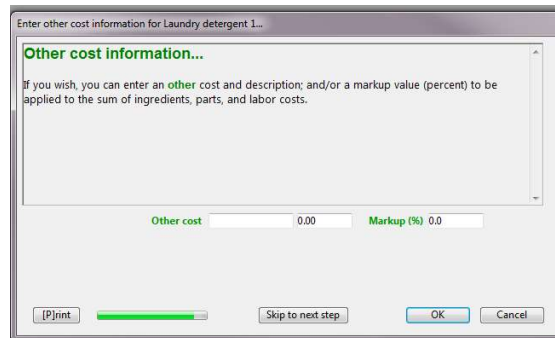 Enter other cost information for Laundry detergent 1...
Other cost information...
If you wish, you can enter an other cost and description; and/or a markup value (percent) to be
applied to the sum of ingredients, parts, and labor costs.
Other cost 0.00 Markup (%) 0.0
[P]rint Skip to next step OK Cancel